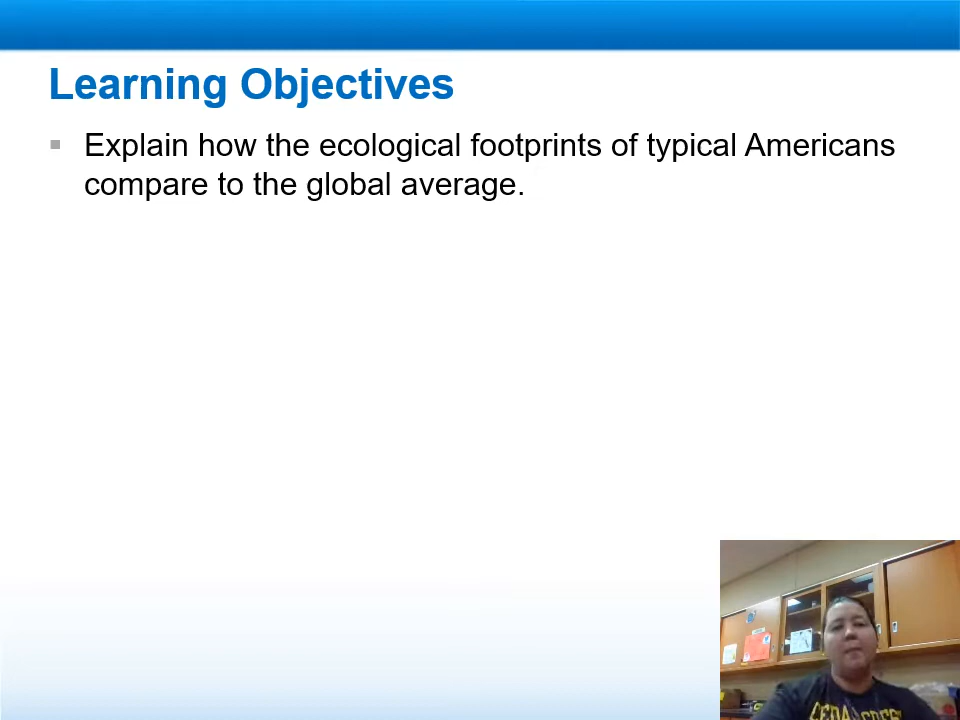 Learning Objectives
Explain how the ecological footprints of typical Americans
compare to the global average.